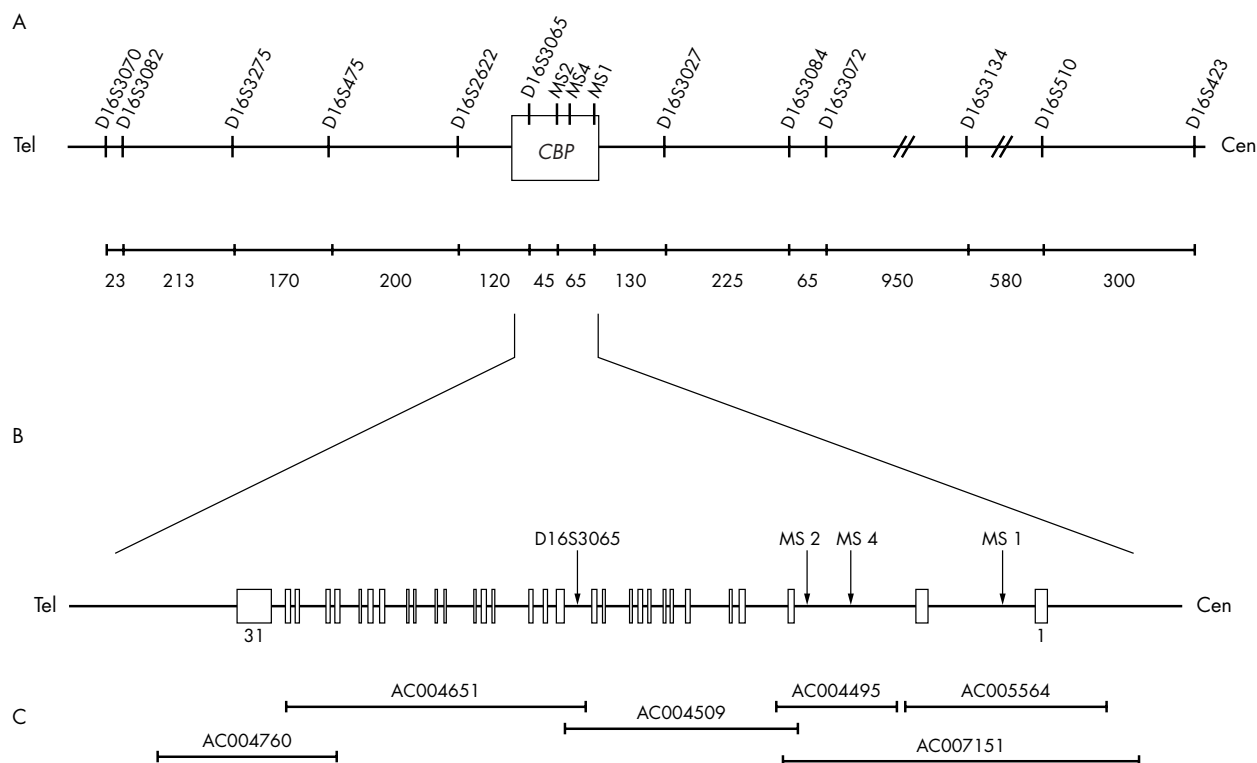 A
D16S3070
D16S3082
D16S3275
D16S475
D16S2622
D16S3065
MS2
MS4
MS1
D16S3027
D16S3084
D16S3072
D16S3134
D16S510
D16S423
Tel
CBP
Cen
23 213 170 200 120 45 65 130 225 65 950 580 300
B
D16S3065 MS 2 MS 4 MS 1
Tel Cen
31 1
C
AC004651 AC004495 AC005564
AC004509
AC004760 AC007151